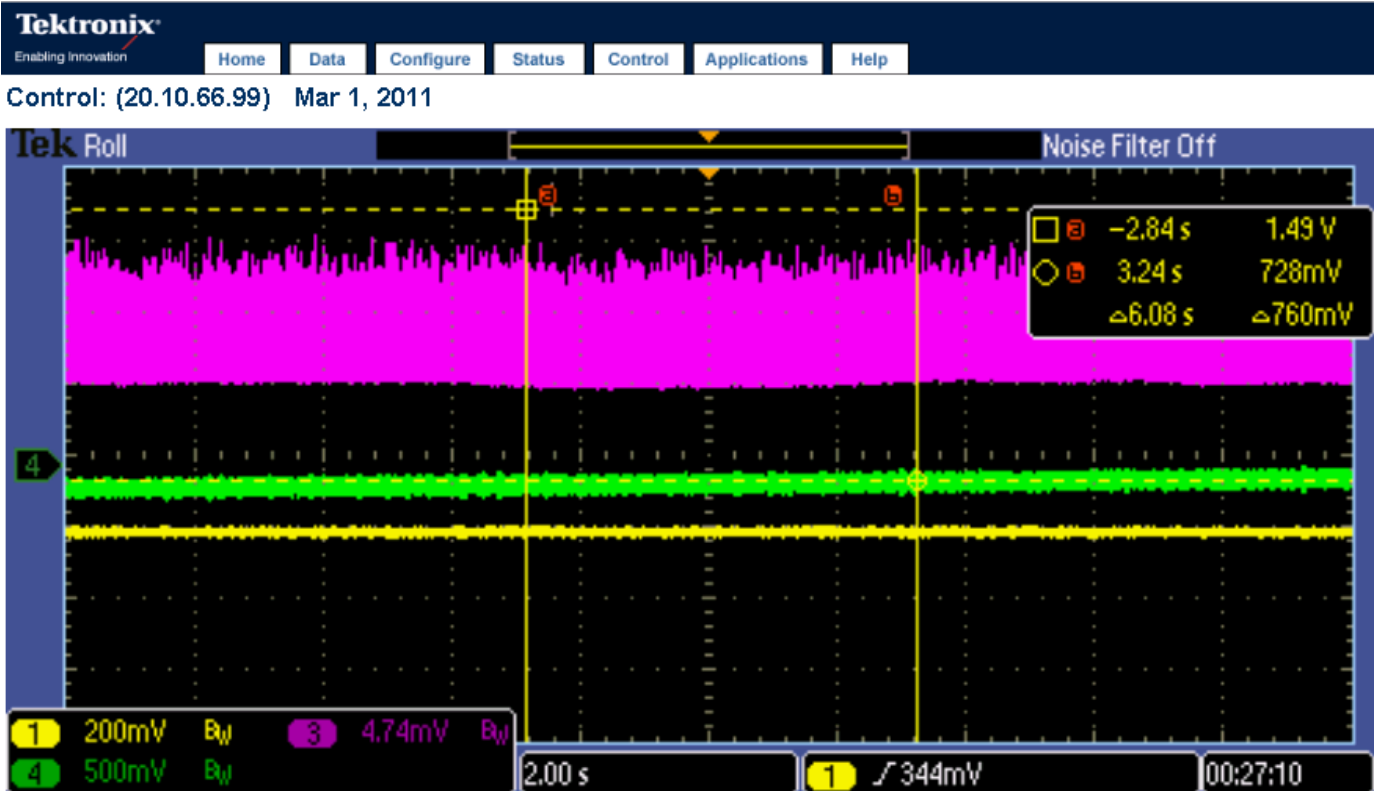 Tektronix
Enabling Innovation
Home Data Configure Status Control Applications Help
Control: (20.10.66.99) Mar 1, 2011
Tek Roll Noise Filter Off
a b
a −2.84 s 1.49 V
b 3.24 s 728mV
△6.08 s △760mV
4
1 200mV BW 3 4.74mV BW
4 500mV BW 2.00 s 1 344mV 00:27:10